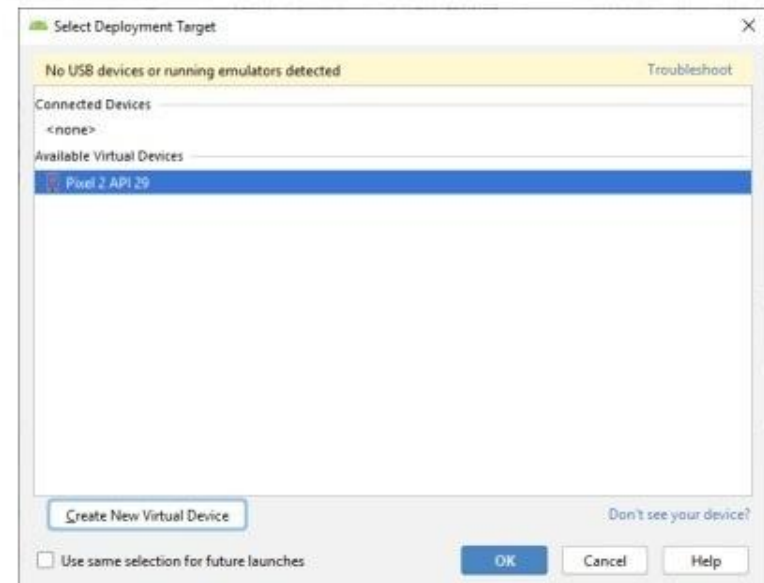 Select Deployment Target
No USB devices or running emulators detected Troubleshoot
Connected Devices
<none>
Available Virtual Devices
Pixel 2 API 29
Create New Virtual Device Don't see your device?
Use same selection for future launches OK Cancel Help